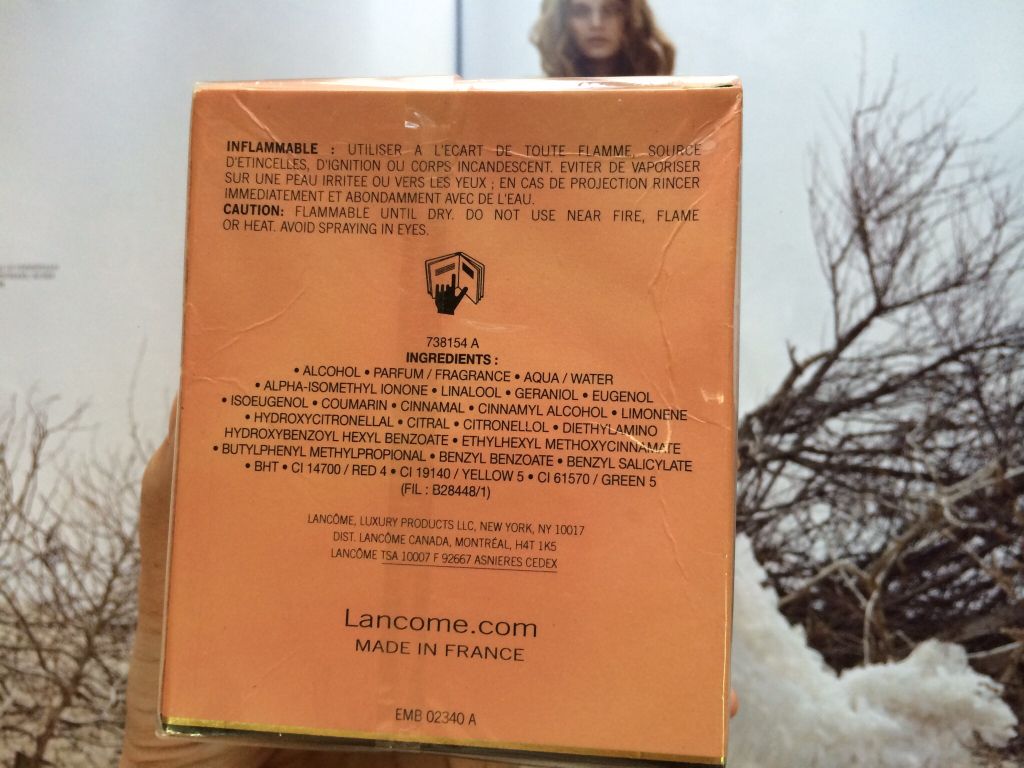 INFLAMMABLE : UTILISER A L'ECART DE TOUTE FLAMME, SOURCE
D'ETINCELLES, D'IGNITION OU CORPS INCANDESCENT. EVITER DE VAPORISER
SUR UNE PEAU IRRITEE OU VERS LES YEUX ; EN CAS DE PROJECTION RINCER
IMMEDIATEMENT ET ABONDAMMENT AVEC DE L'EAU.
CAUTION: FLAMMABLE UNTIL DRY. DO NOT USE NEAR FIRE, FLAME
OR HEAT. AVOID SPRAYING IN EYES.
738154 A
INGREDIENTS :
• ALCOHOL • PARFUM / FRAGRANCE • AQUA / WATER
• ALPHA-ISOMETHYL IONONE • LINALOOL • GERANIOL • EUGENOL
• ISOEUGENOL • COUMARIN • CINNAMAL • CINNAMYL ALCOHOL • LIMONENE
• HYDROXYCITRONELLAL • CITRAL • CITRONELLOL • DIETHYLAMINO
HYDROXYBENZOYL HEXYL BENZOATE • ETHYLHEXYL METHOXYCINNAMATE
• BUTYLPHENYL METHYLPROPIONAL • BENZYL BENZOATE • BENZYL SALICYLATE
• BHT • CI 14700 / RED 4 • CI 19140 / YELLOW 5 • CI 61570 / GREEN 5
(FIL : B28448/1)
LANCÔME, LUXURY PRODUCTS LLC, NEW YORK, NY 10017
DIST. LANCÔME CANADA, MONTRÉAL, H4T 1K5
LANCÔME TSA 10007 F 92667 ASNIERES CEDEX
Lancome.com
MADE IN FRANCE
EMB 02340 A